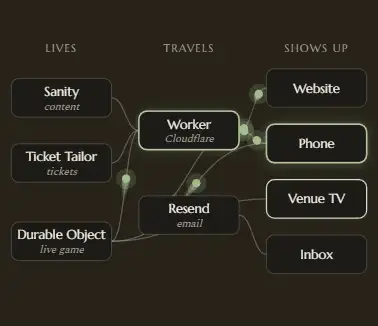 LIVES
TRAVELS
SHOWS UP
Sanity
content
Ticket Tailor
tickets
Durable Object
live game
Worker
Cloudflare
Resend
email
Website
Phone
Venue TV
Inbox